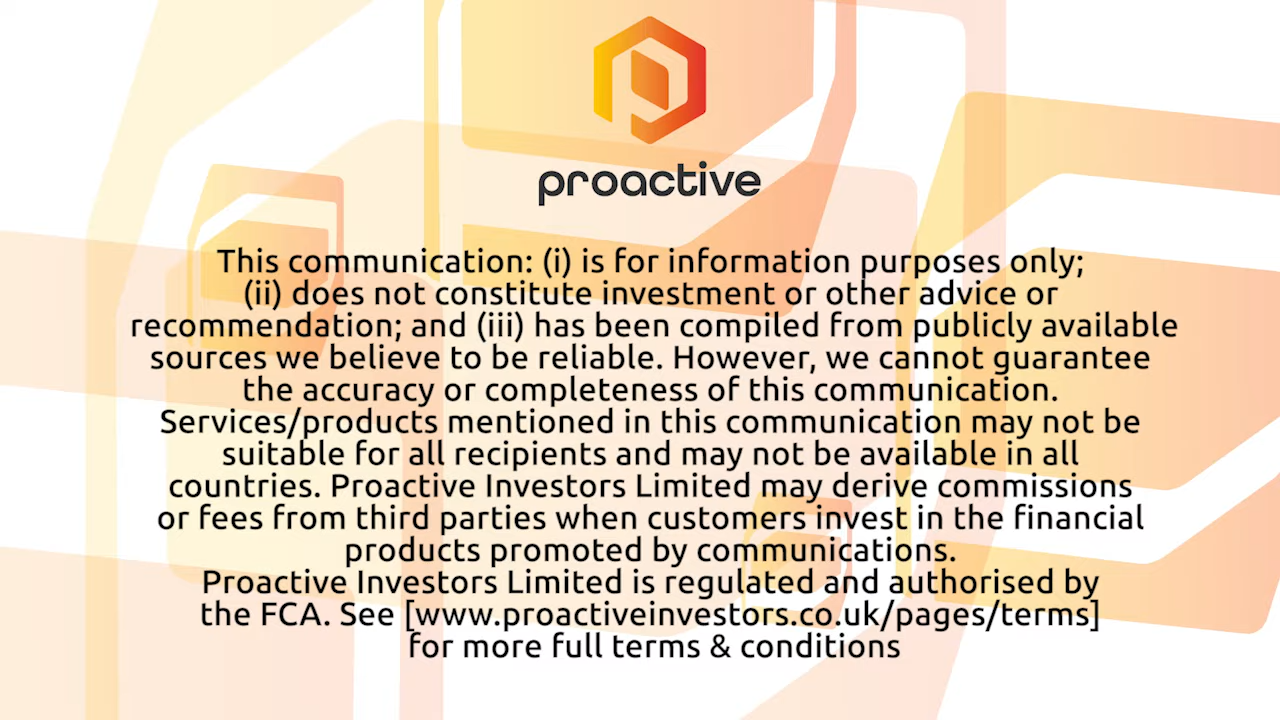 proactive
This communication: (i) is for information purposes only;
(ii) does not constitute investment or other advice or
recommendation; and (iii) has been compiled from publicly available
sources we believe to be reliable. However, we cannot guarantee
the accuracy or completeness of this communication.
Services/products mentioned in this communication may not be
suitable for all recipients and may not be available in all
countries. Proactive Investors Limited may derive commissions
or fees from third parties when customers invest in the financial
products promoted by communications.
Proactive Investors Limited is regulated and authorised by
the FCA. See [www.proactiveinvestors.co.uk/pages/terms]
for more full terms & conditions